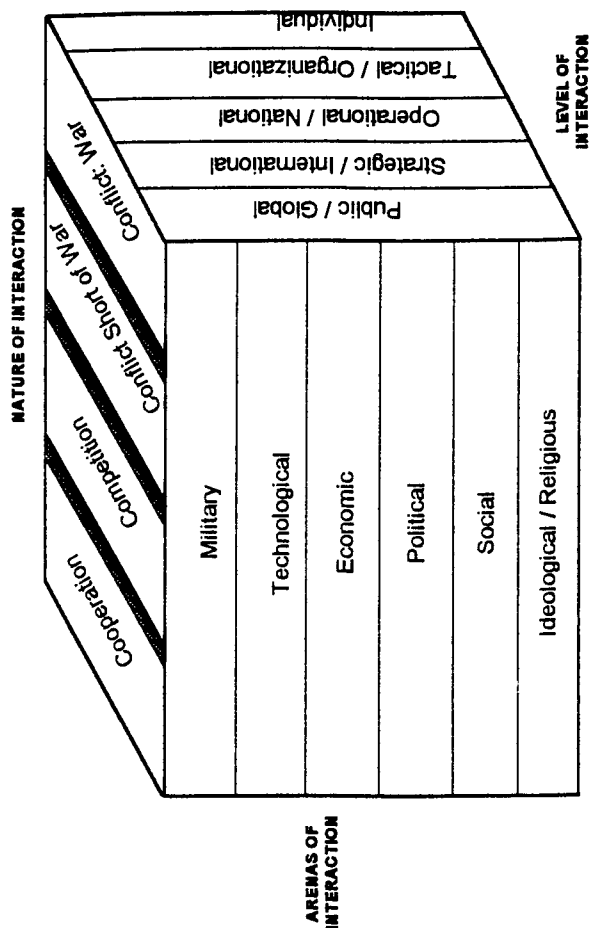 NATURE OF INTERACTION
Cooperation
Competition
Conflict Short of War
Conflict: War
ARENAS OF
INTERACTION
Military
Technological
Economic
Political
Social
Ideological / Religious
Public / Global
Strategic / International
Operational / National
Tactical / Organizational
Individual
LEVEL OF
INTERACTION